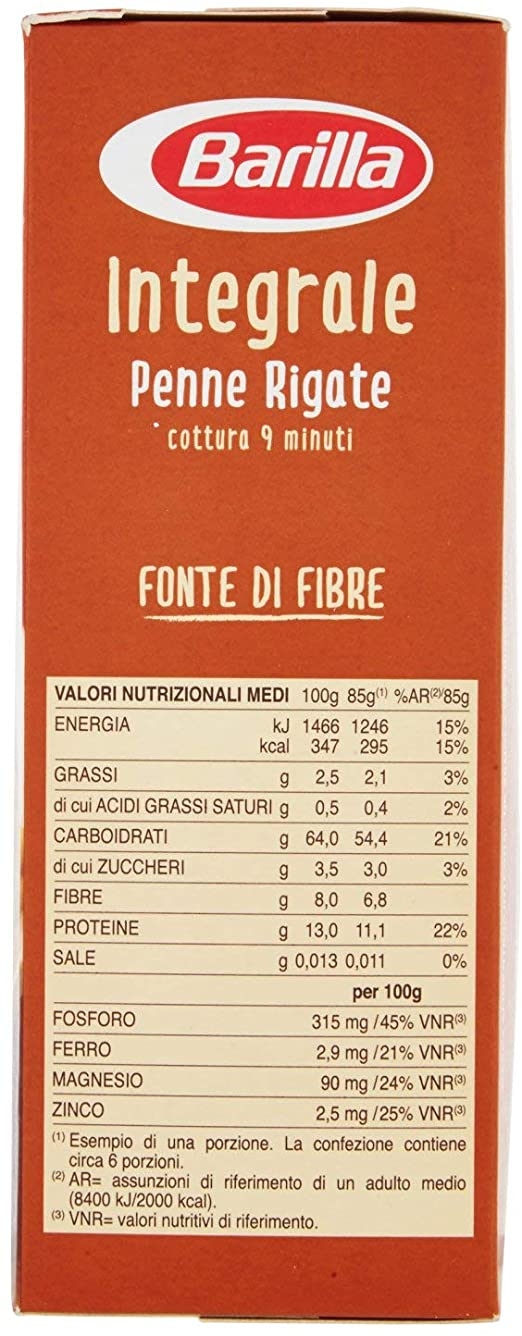 Barilla
Integrale
Penne Rigate
cottura 9 minuti
FONTE DI FIBRE
VALORI NUTRIZIONALI MEDI 100g 85g(1) %AR(2)/85g
ENERGIA kJ 1466 1246 15%
kcal 347 295 15%
GRASSI g 2,5 2,1 3%
di cui ACIDI GRASSI SATURI g 0,5 0,4 2%
CARBOIDRATI g 64,0 54,4 21%
di cui ZUCCHERI g 3,5 3,0 3%
FIBRE g 8,0 6,8
PROTEINE g 13,0 11,1 22%
SALE g 0,013 0,011 0%
per 100g
FOSFORO 315 mg /45% VNR(3)
FERRO 2,9 mg /21% VNR(3)
MAGNESIO 90 mg /24% VNR(3)
ZINCO 2,5 mg /25% VNR(3)
(1) Esempio di una porzione. La confezione contiene
circa 6 porzioni.
(2) AR= assunzioni di riferimento di un adulto medio
(8400 kJ/2000 kcal).
(3) VNR= valori nutritivi di riferimento.